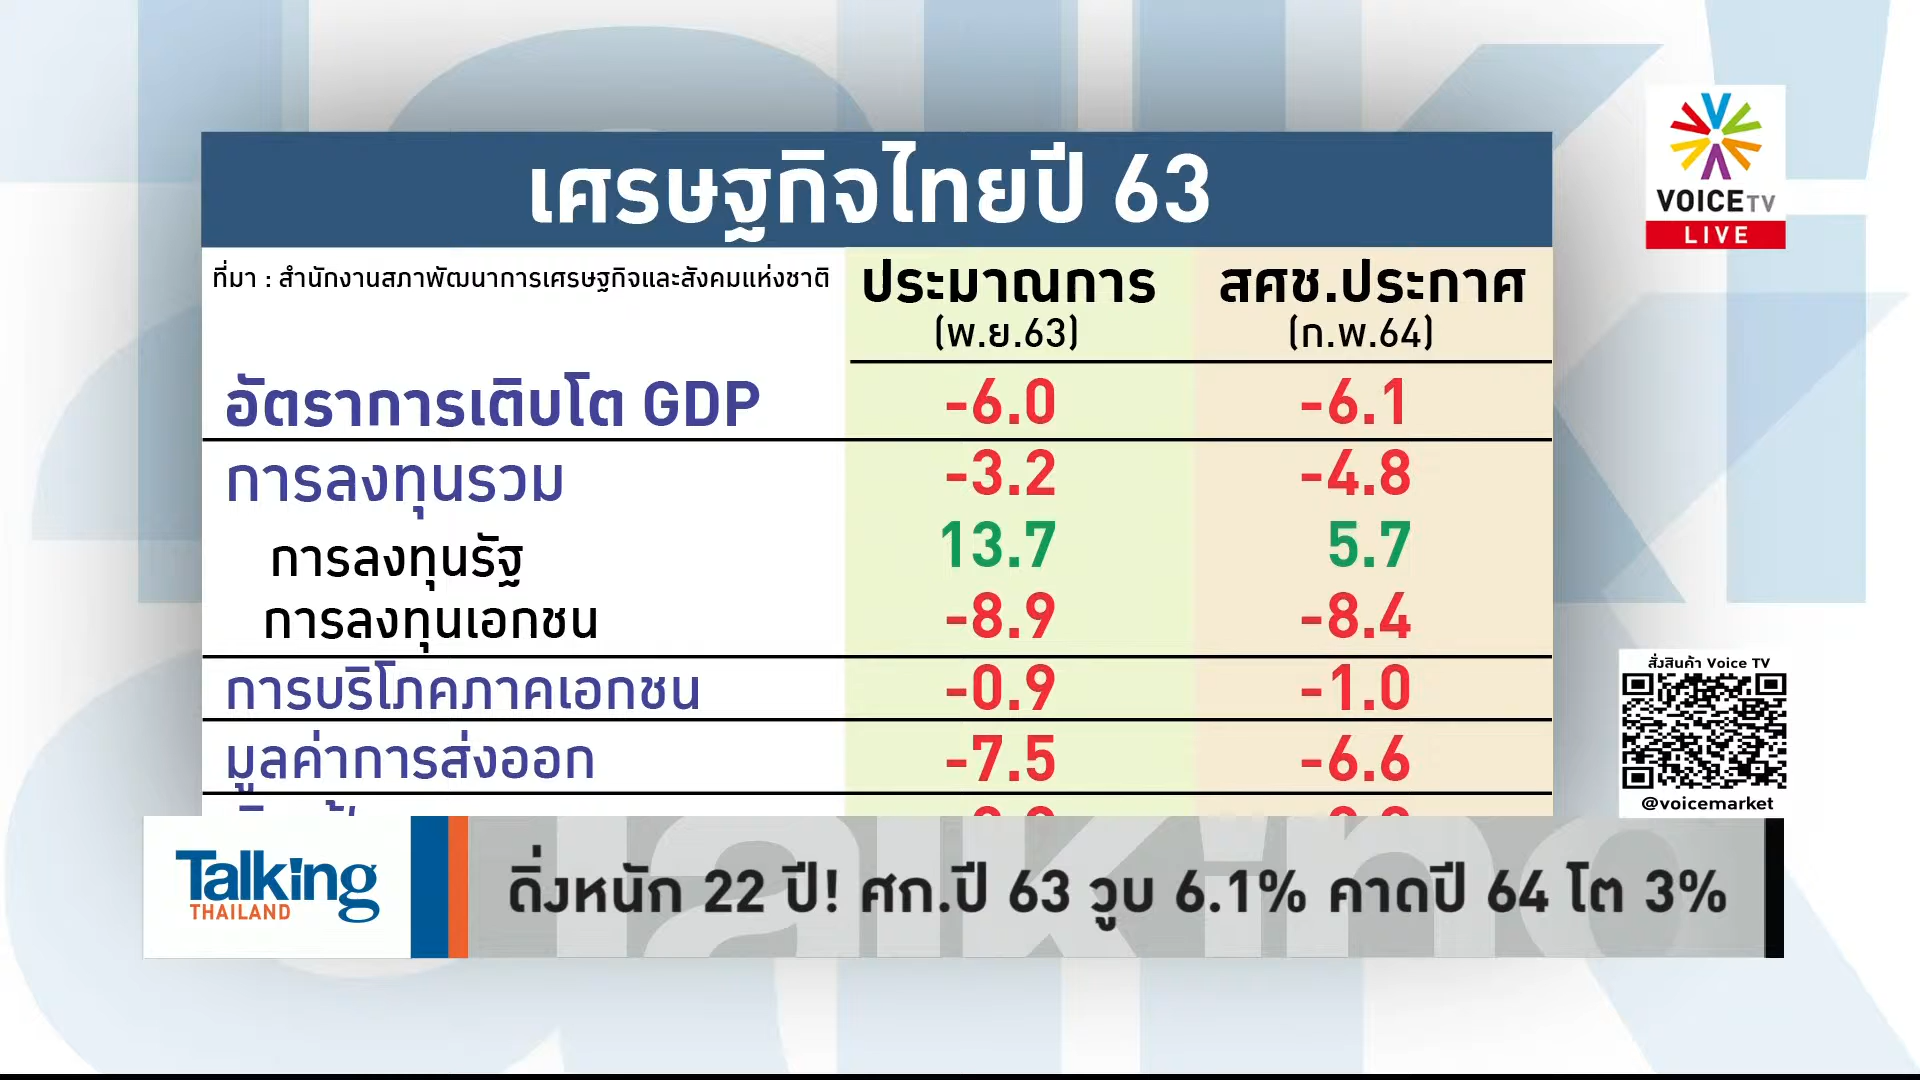 เศรษฐกิจไทยปี 63
VOICE TV
LIVE
ที่มา : สำนักงานสภาพัฒนาการเศรษฐกิจและสังคมแห่งชาติ
ประมาณการ สศช.ประกาศ
(พ.ย.63) (ก.พ.64)
อัตราการเติบโต GDP -6.0 -6.1
การลงทุนรวม -3.2 -4.8
การลงทุนรัฐ 13.7 5.7
การลงทุนเอกชน -8.9 -8.4
การบริโภคภาคเอกชน -0.9 -1.0
มูลค่าการส่งออก -7.5 -6.6
สั่งสินค้า Voice TV
@voicemarket
Talking
THAILAND
ดิ่งหนัก 22 ปี! ศก.ปี 63 วูบ 6.1% คาดปี 64 โต 3%